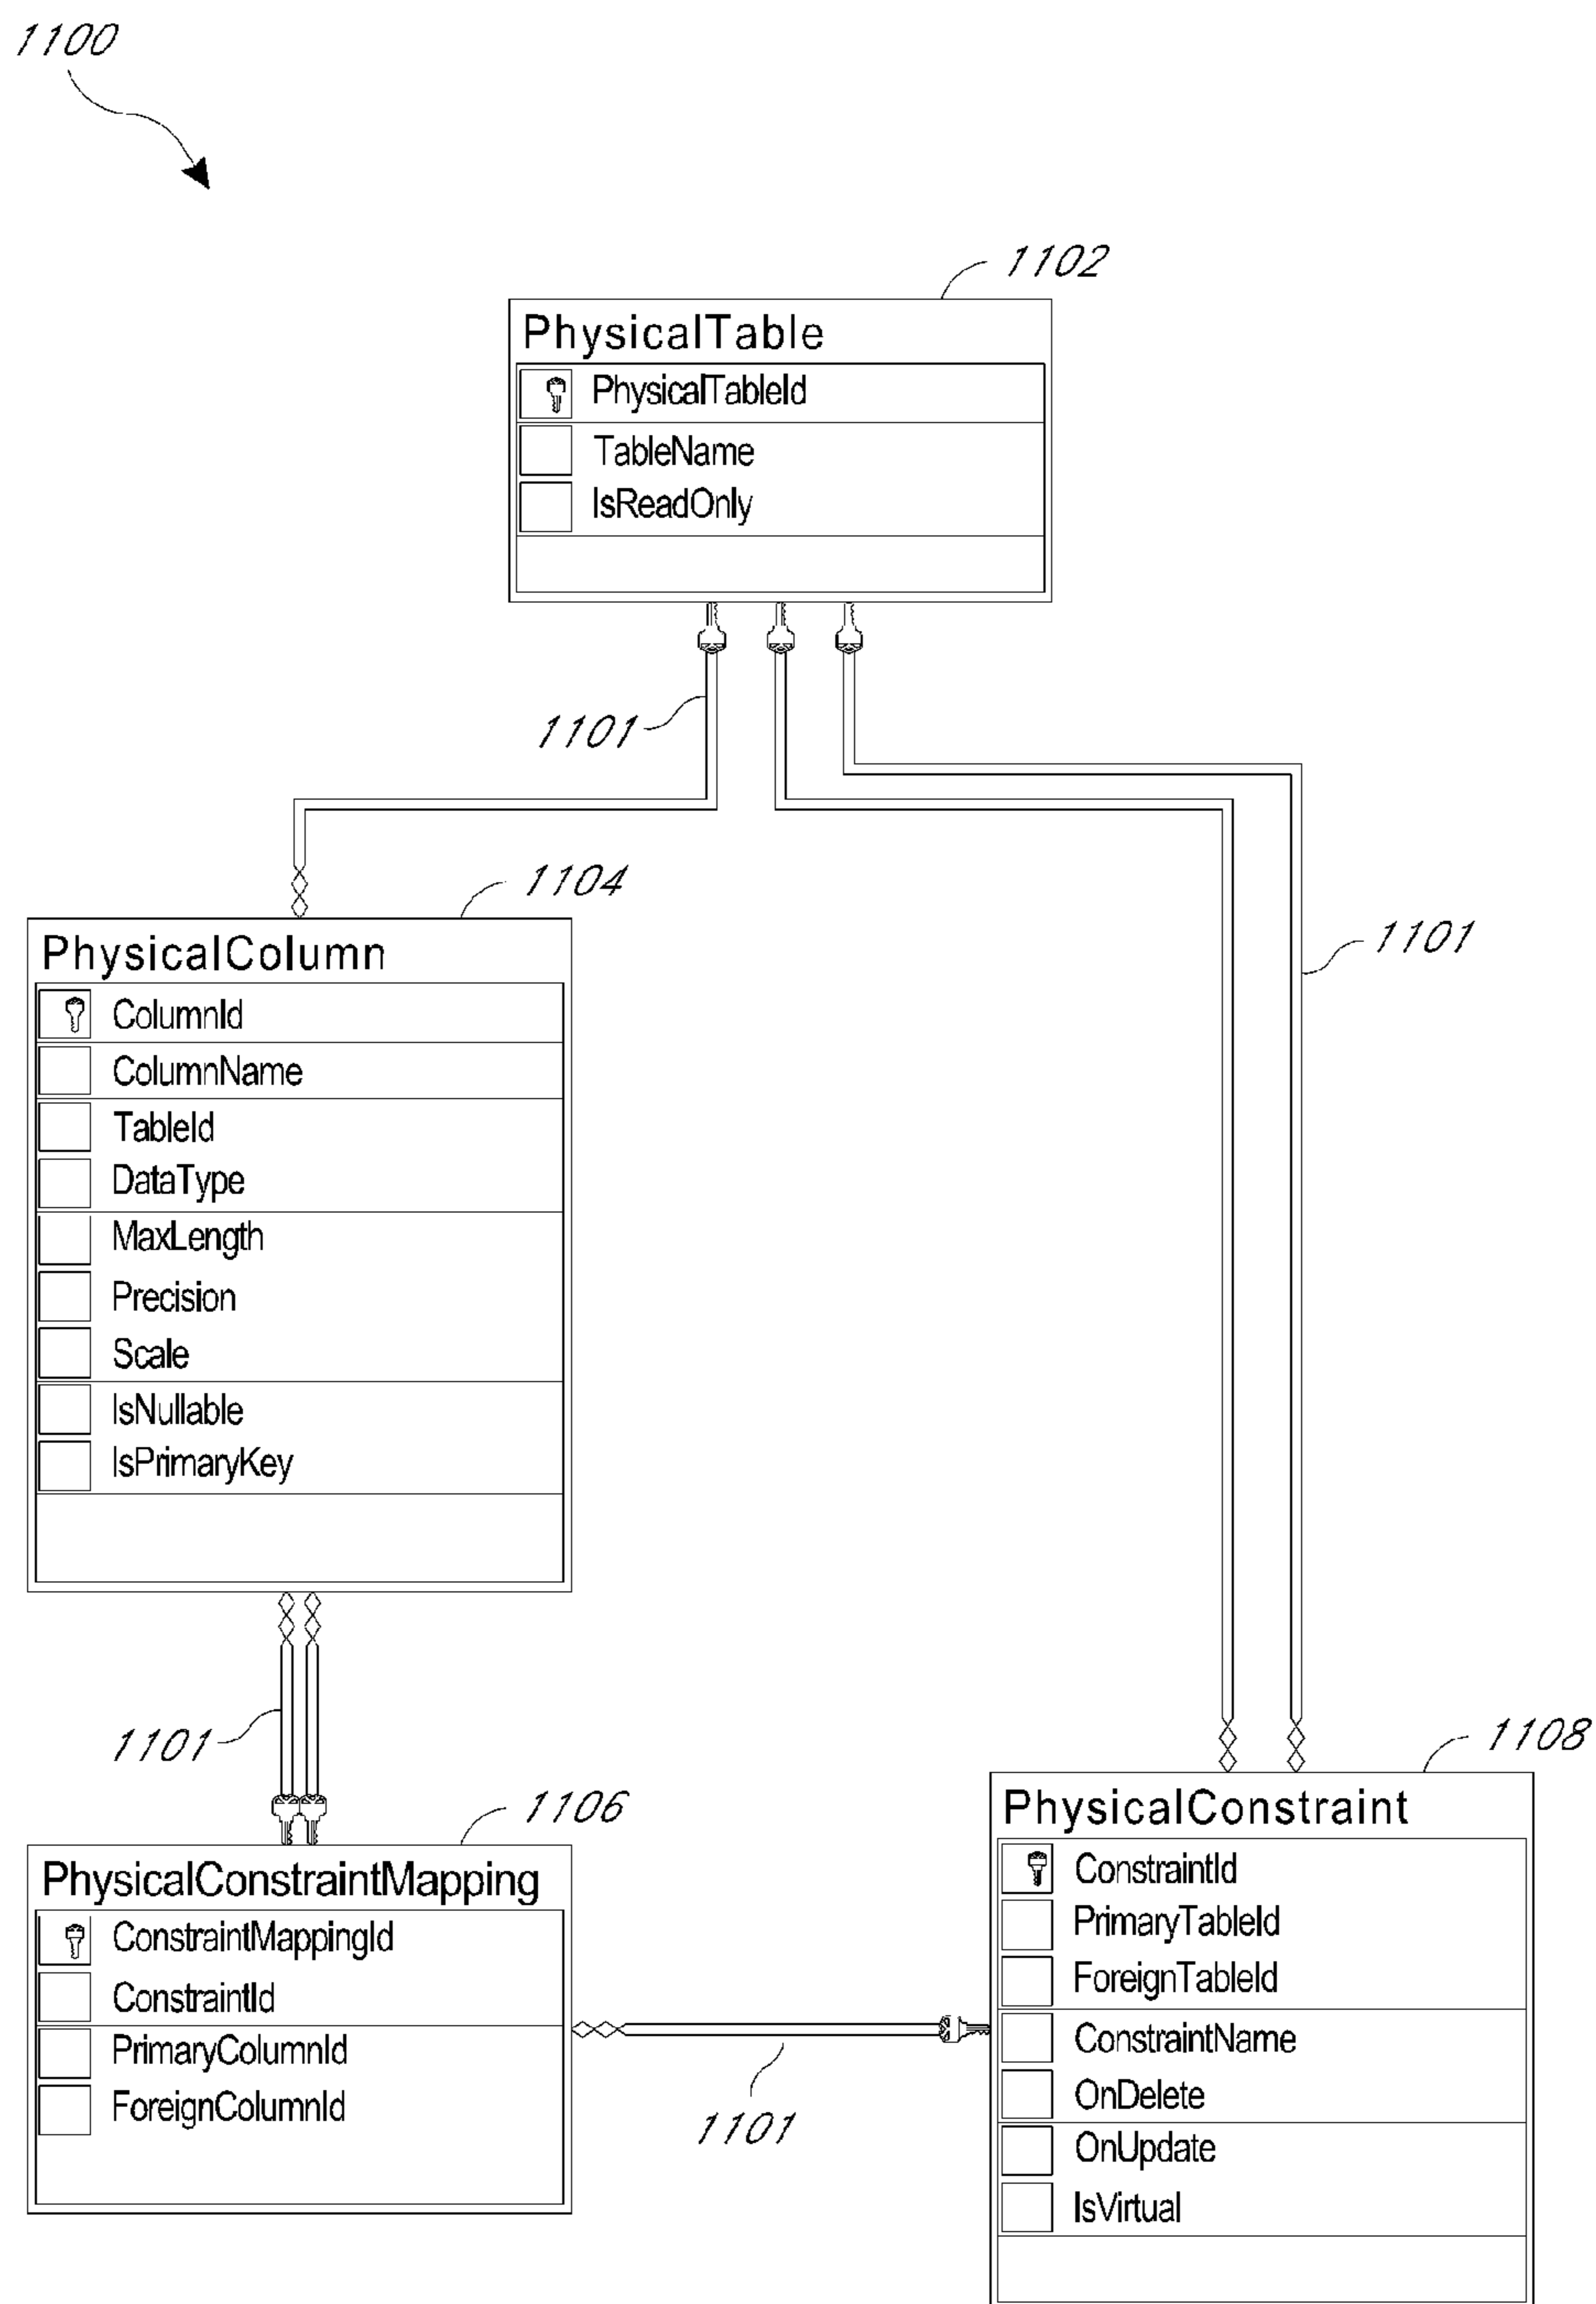 1100
1102
PhysicalTable
PhysicalTableId
TableName
IsReadOnly
1101
1104
PhysicalColumn
ColumnId
ColumnName
TableId
DataType
MaxLength
Precision
Scale
IsNullable
IsPrimaryKey
1101
1101
1106
PhysicalConstraintMapping
ConstraintMappingId
ConstraintId
PrimaryColumnId
ForeignColumnId
1101
1108
PhysicalConstraint
ConstraintId
PrimaryTableId
ForeignTableId
ConstraintName
OnDelete
OnUpdate
IsVirtual